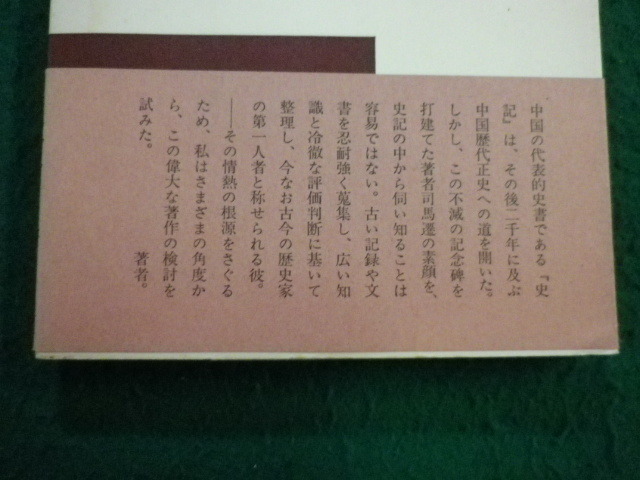 中国の代表的史書である『史
記』は、その後二千年に及ぶ
中国歴代正史への道を開いた。
しかし、この不滅の記念碑を
打建てた著者司馬遷の素顔を、
史記の中から伺い知ることは
容易ではない。古い記録や文
書を忍耐強く蒐集し、広い知
識と冷徹な評価判断に基いて
整理し、今なお古今の歴史家
の第一人者と称せられる彼。
――その情熱の根源をさぐる
ため、私はさまざまの角度か
ら、この偉大な著作の検討を
試みた。
著者。